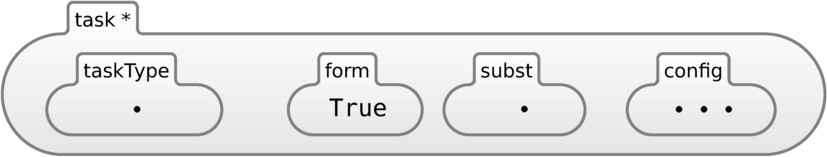 task *
taskType form subst config
• True • • • •